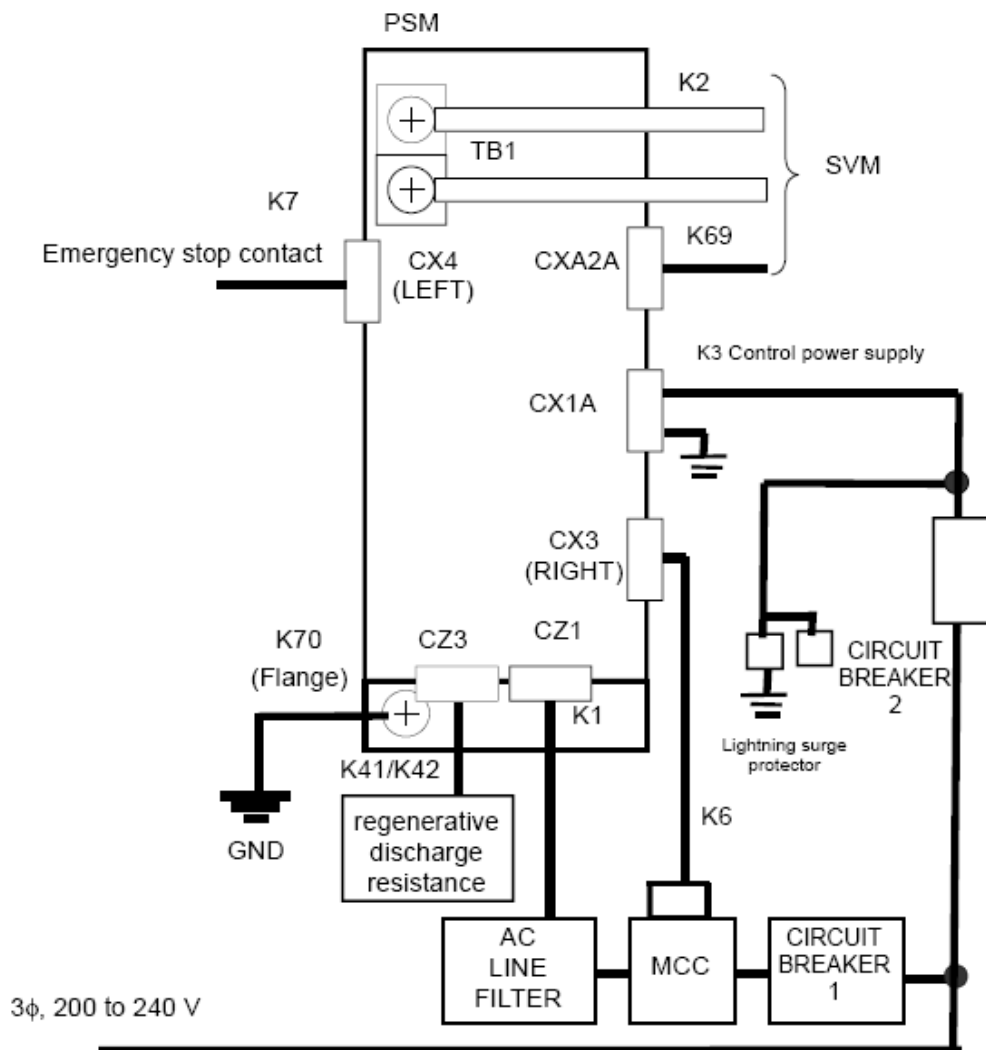 PSM
K2
TB1
SVM
K7
K69
Emergency stop contact
CX4
(LEFT)
CXA2A
K3 Control power supply
CX1A
CX3
(RIGHT)
K70
(Flange)
CZ3
CZ1
K1
CIRCUIT
BREAKER
2
Lightning surge
protector
K41/K42
K6
GND
regenerative
discharge
resistance
AC
LINE
FILTER
MCC
CIRCUIT
BREAKER
1
3ϕ, 200 to 240 V